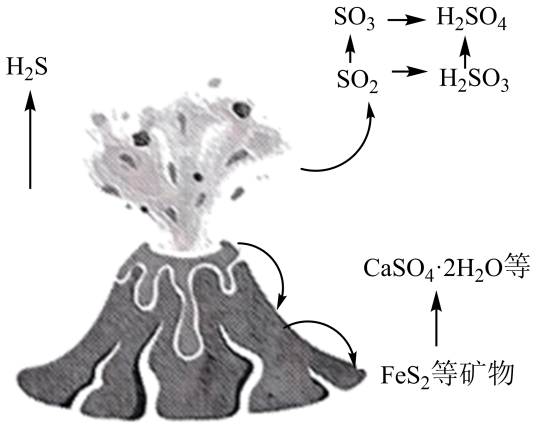 SO₃ → H₂SO₄
H₂S
SO₂ → H₂SO₃
CaSO₄·2H₂O等
FeS₂等矿物